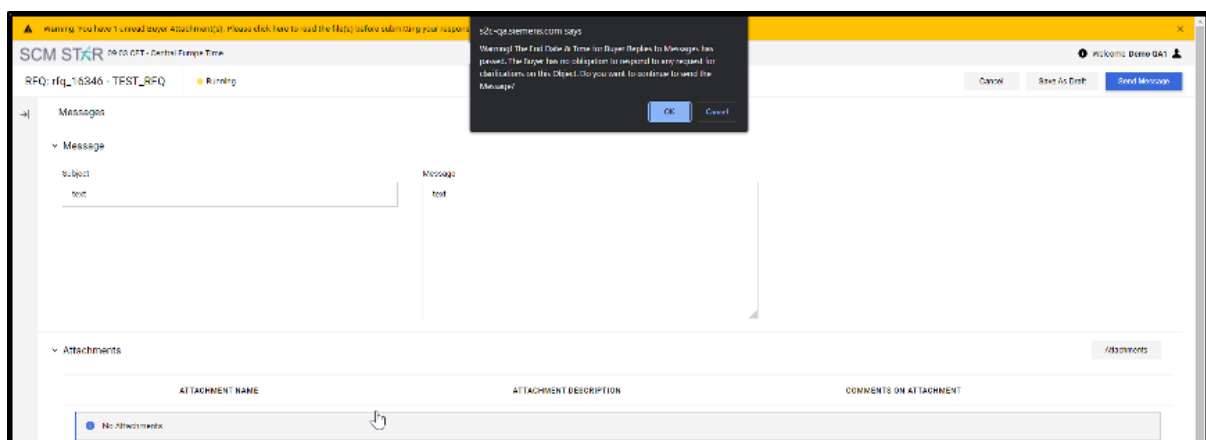 Warning: You have 1 unread Buyer Attachment(s). Please click here to read the file(s) before submitting your respons
s2c-qa.siemens.com says
Warning! The End Date & Time for Buyer Replies to Messages has
passed. The Buyer has no obligation to respond to any request for
clarifications on this Object. Do you want to continue to send the
Message?
OK
Cancel
SCM STAR 09:03 CET - Central Europe Time
Welcome Demo QA1
RFQ: rfq_16346 - TEST_RFQ
Running
Cancel
Save As Draft
Send Message
Messages
Message
Subject
Message
text
text
Attachments
Attachments
ATTACHMENT NAME
ATTACHMENT DESCRIPTION
COMMENTS ON ATTACHMENT
No Attachments